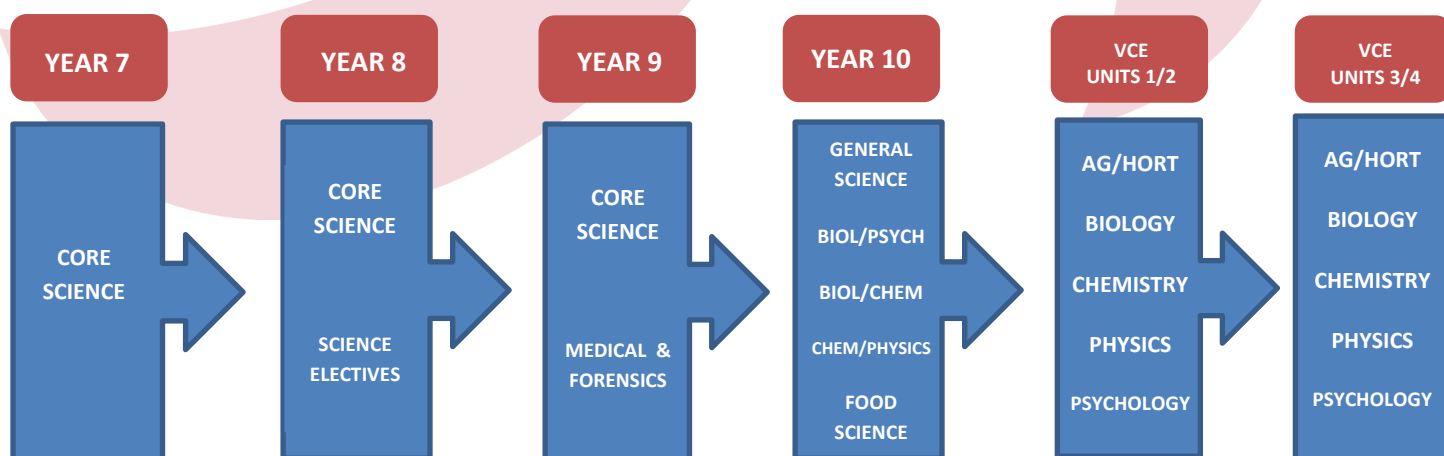 YEAR 7
CORE
SCIENCE
YEAR 8
CORE
SCIENCE
SCIENCE
ELECTIVES
YEAR 9
CORE
SCIENCE
MEDICAL &
FORENSICS
YEAR 10
GENERAL
SCIENCE
BIOL/PSYCH
BIOL/CHEM
CHEM/PHYSICS
FOOD
SCIENCE
VCE
UNITS 1/2
AG/HORT
BIOLOGY
CHEMISTRY
PHYSICS
PSYCHOLOGY
VCE
UNITS 3/4
AG/HORT
BIOLOGY
CHEMISTRY
PHYSICS
PSYCHOLOGY